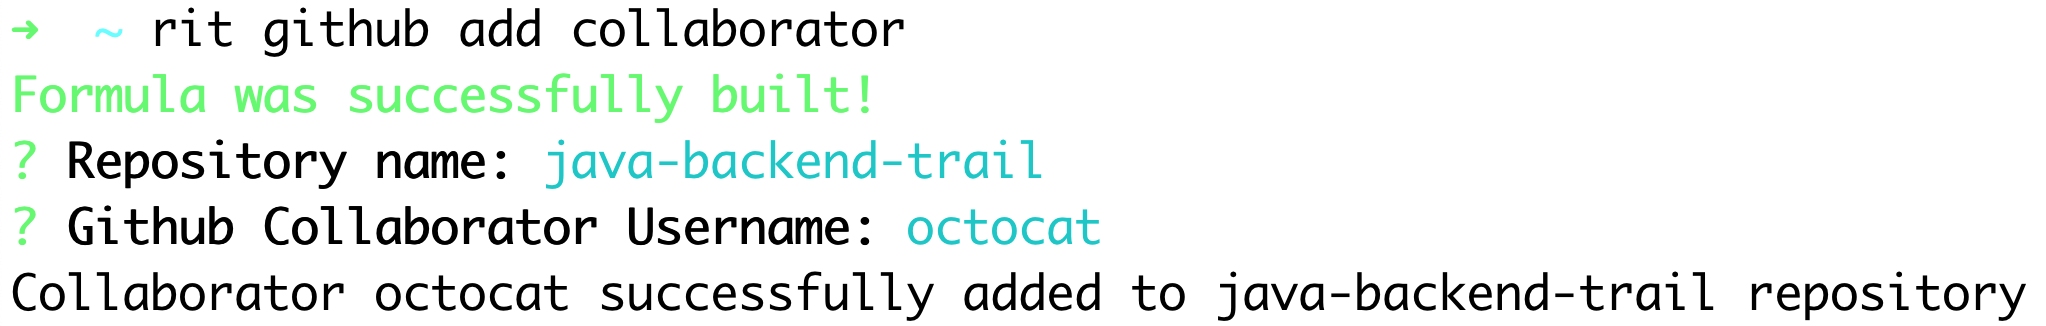 ➜  ~ rit github add collaborator
Formula was successfully built!
? Repository name: java-backend-trail
? Github Collaborator Username: octocat
Collaborator octocat successfully added to java-backend-trail repository